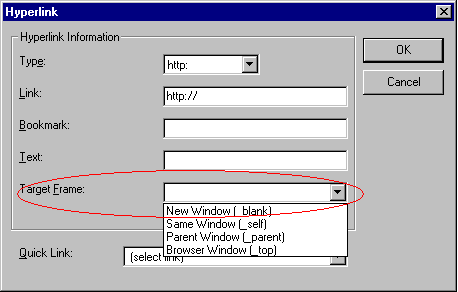 Hyperlink
Hyperlink Information
Type: http:
OK
Link: http://
Cancel
Bookmark:
Text:
Target Frame:
New Window (_blank)
Same Window (_self)
Parent Window (_parent)
Browser Window (_top)
Quick Link: (select link)